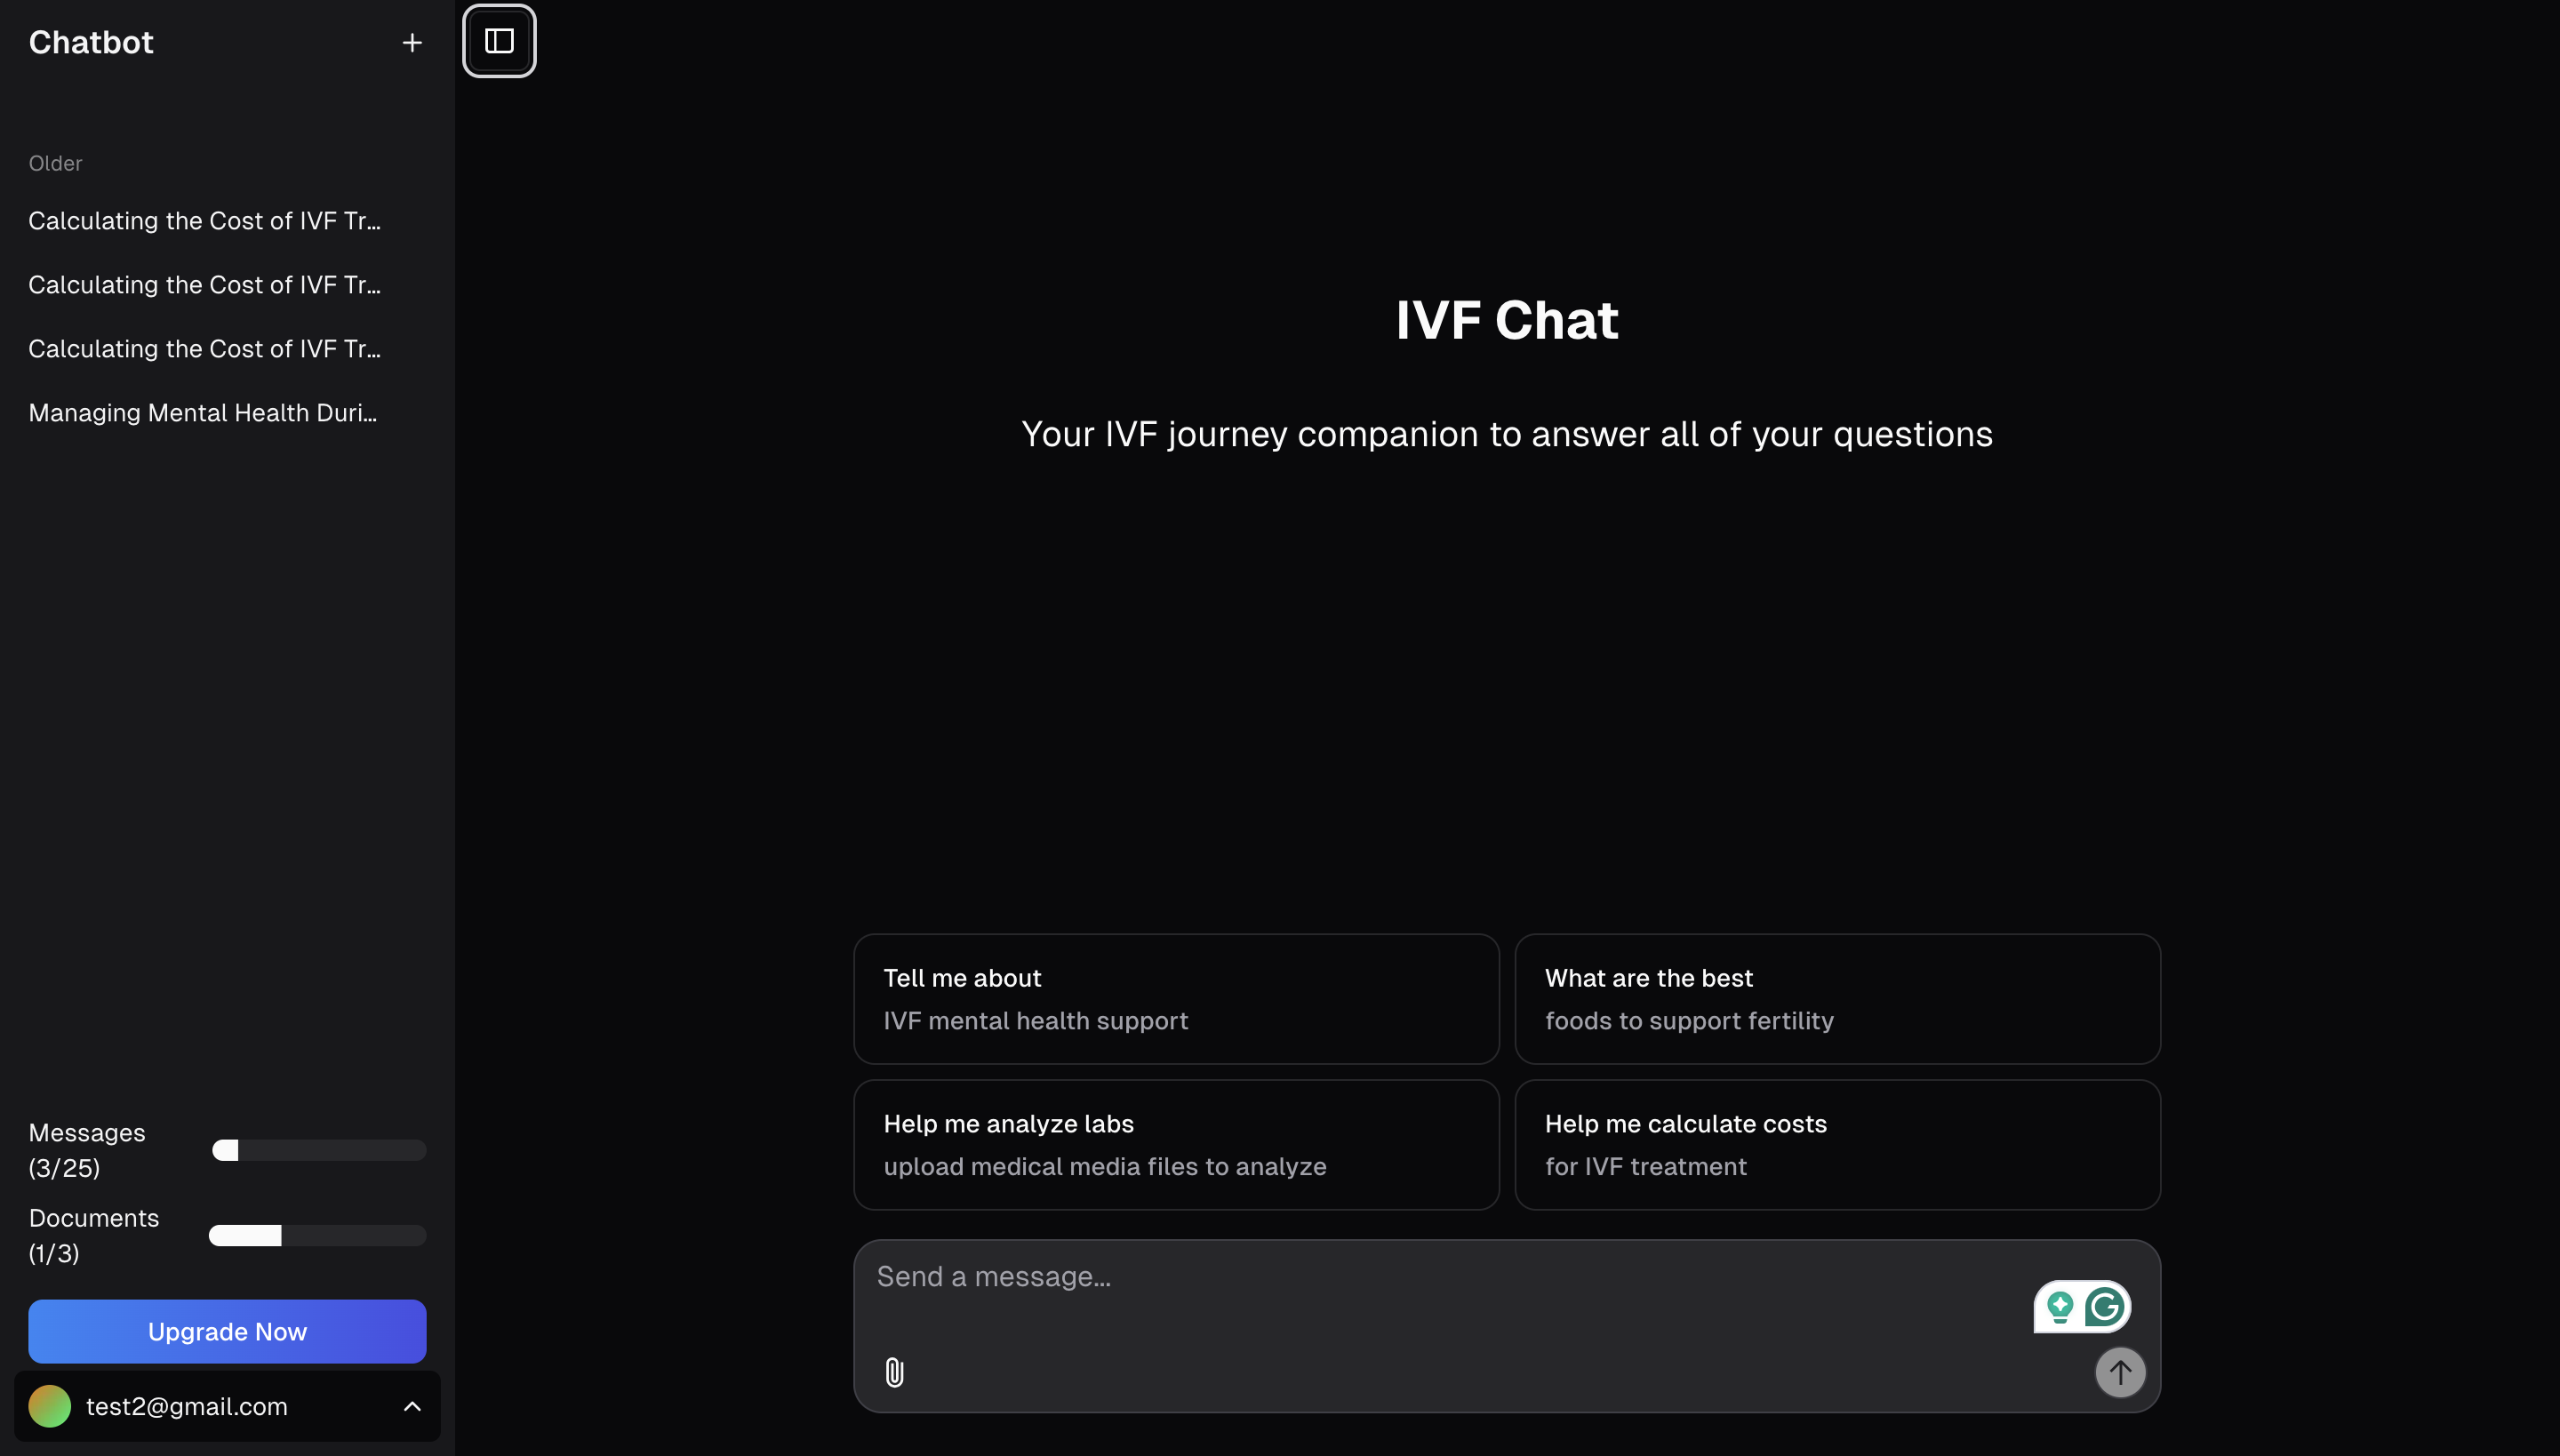 Chatbot
Older
Calculating the Cost of IVF Tr...
Calculating the Cost of IVF Tr...
Calculating the Cost of IVF Tr...
Managing Mental Health Duri...
Messages
(3/25)
Documents
(1/3)
Upgrade Now
test2@gmail.com
IVF Chat
Your IVF journey companion to answer all of your questions
Tell me about
IVF mental health support
What are the best
foods to support fertility
Help me analyze labs
upload medical media files to analyze
Help me calculate costs
for IVF treatment
Send a message...